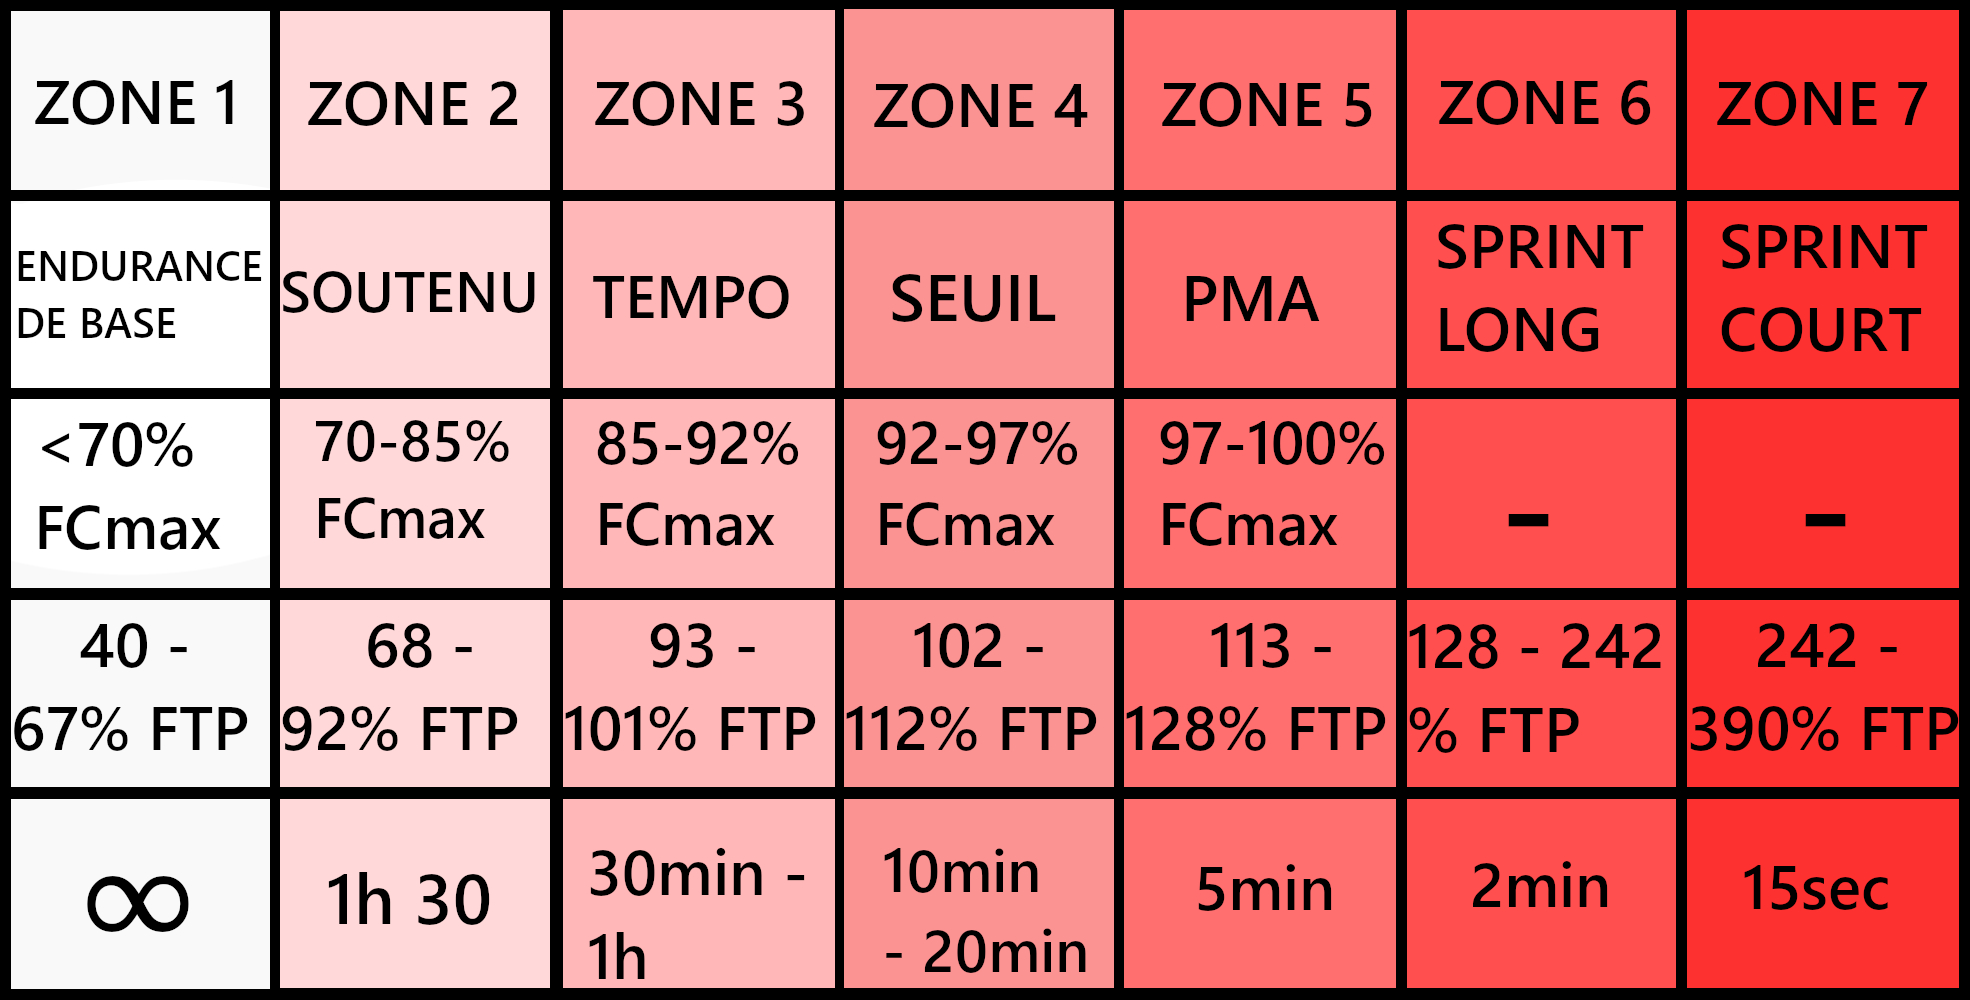 ZONE 1 ZONE 2 ZONE 3 ZONE 4 ZONE 5 ZONE 6 ZONE 7
ENDURANCE
DE BASE
SOUTENU
TEMPO
SEUIL
PMA
SPRINT
LONG
SPRINT
COURT
<70%
FCmax
70-85%
FCmax
85-92%
FCmax
92-97%
FCmax
97-100%
FCmax
-
-
40 -
67% FTP
68 -
92% FTP
93 -
101% FTP
102 -
112% FTP
113 -
128% FTP
128 - 242
% FTP
242 -
390% FTP
∞
1h 30
30min -
1h
10min
- 20min
5min
2min
15sec